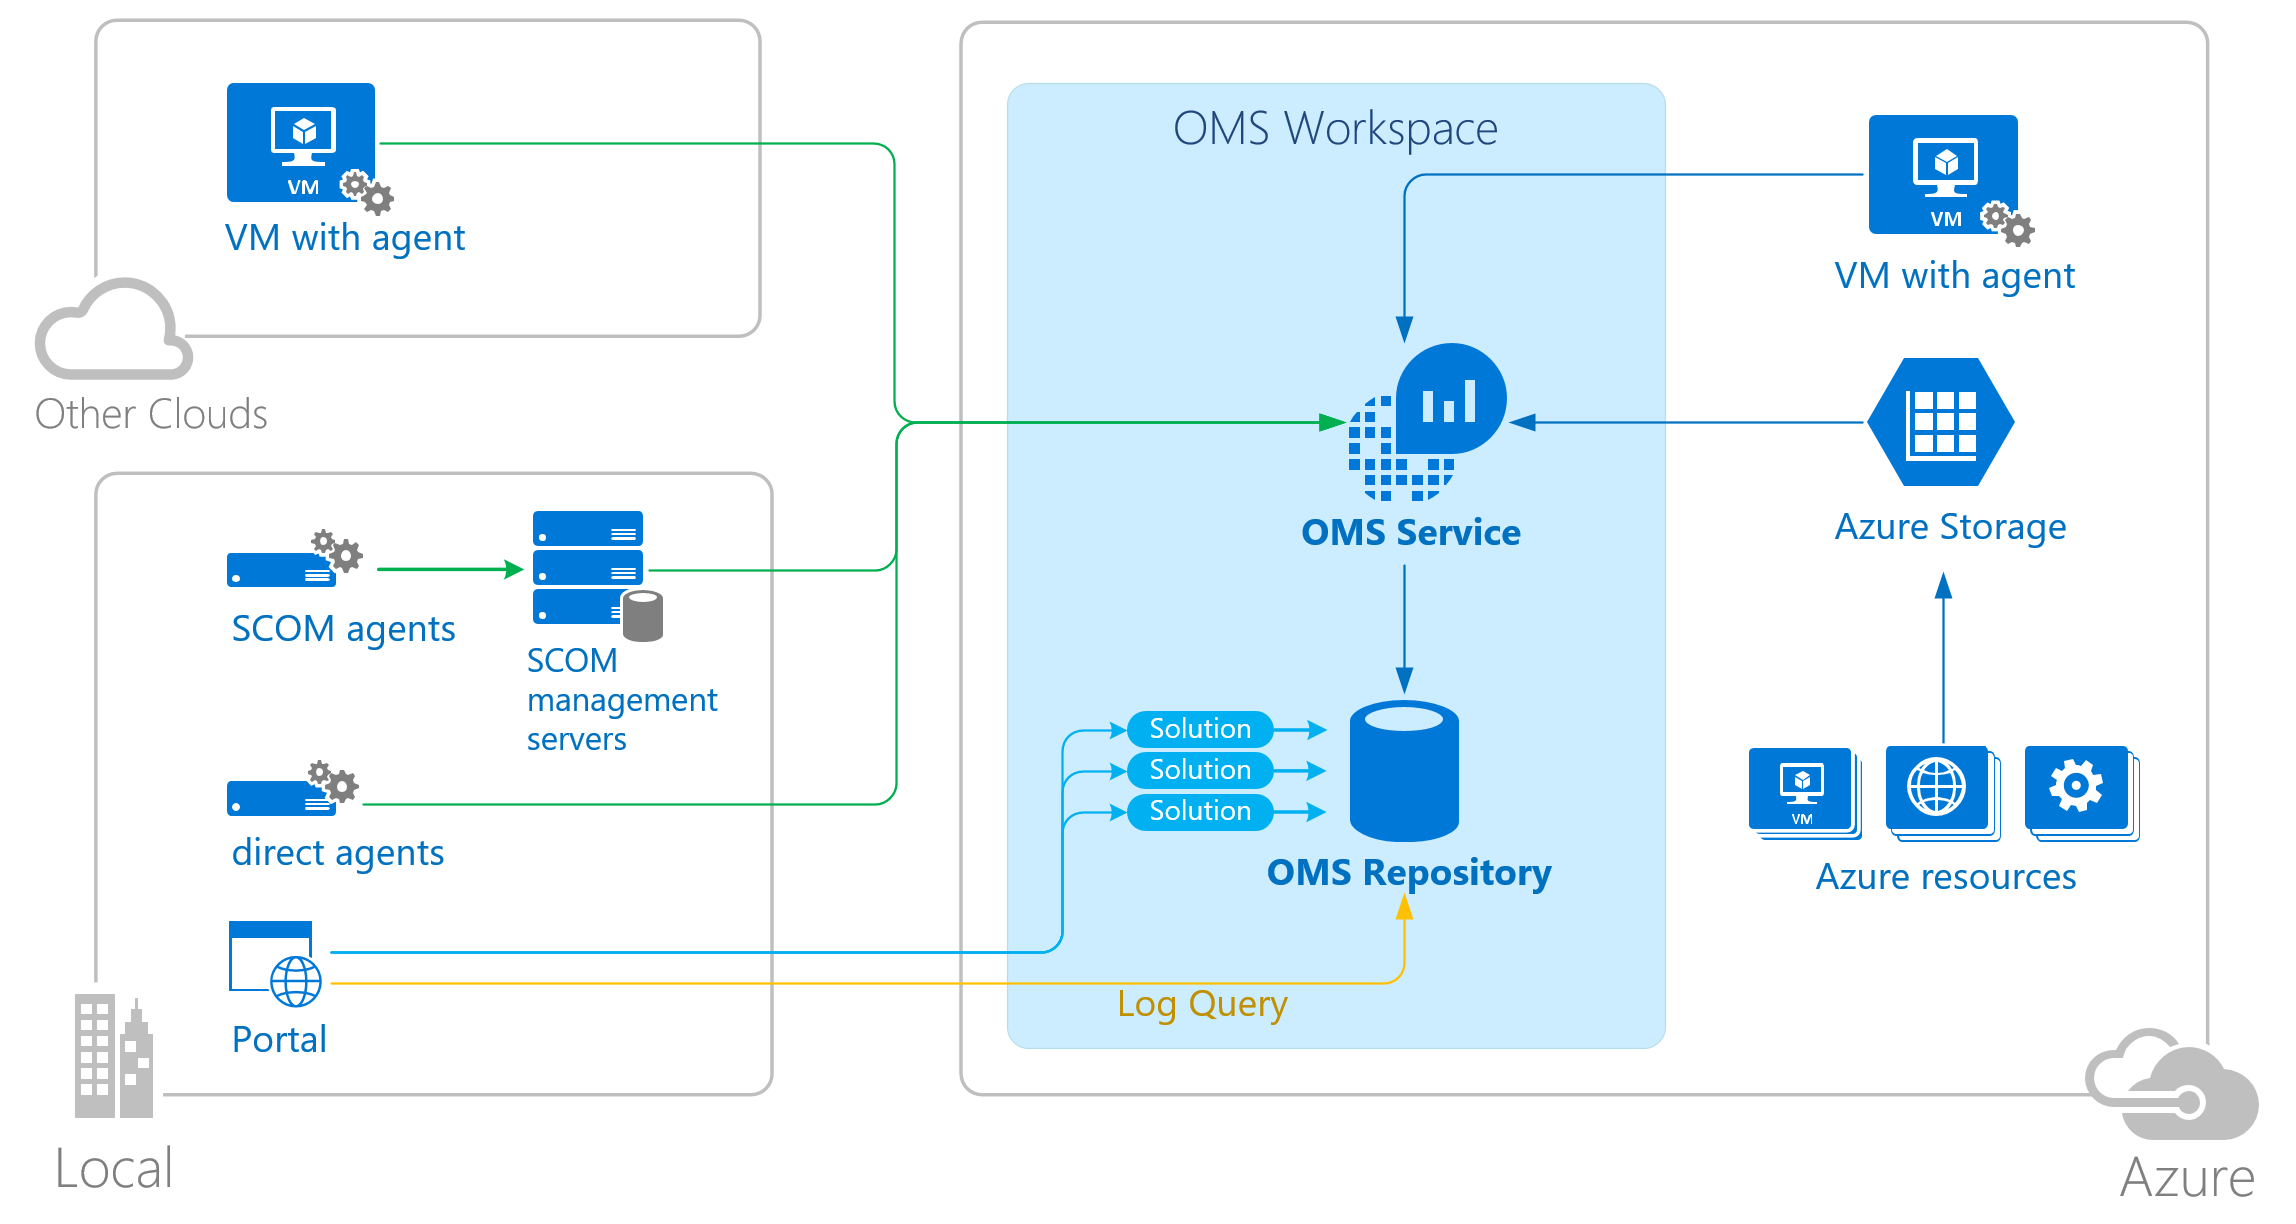 VM
VM with agent
Other Clouds
SCOM agents
SCOM
management
servers
direct agents
Portal
Local
OMS Workspace
OMS Service
Solution
Solution
Solution
OMS Repository
Log Query
VM
VM with agent
Azure Storage
VM
Azure resources
Azure